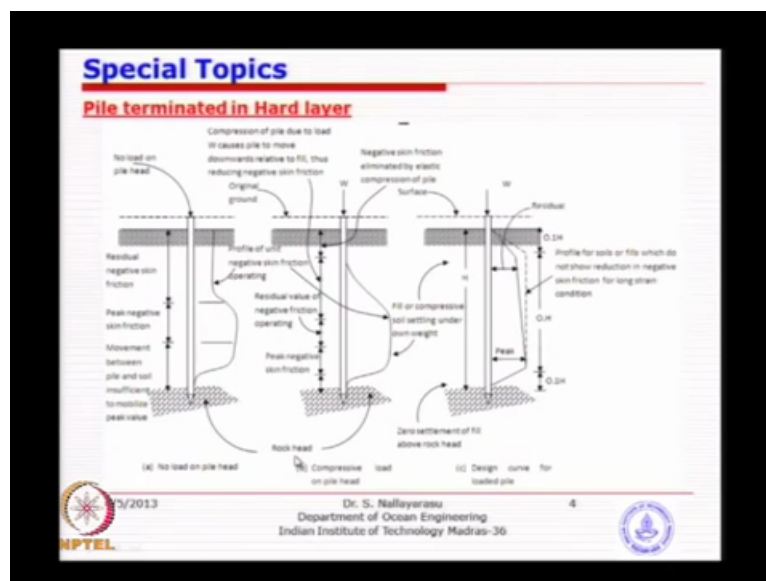 Special Topics
Pile terminated in Hard layer
No load on
pile head
Compression of pile due to load
W causes pile to move
downwards relative to fill, thus
reducing negative skin friction
Original
ground
W
Negative skin friction
eliminated by elastic
compression of pile
Surface
W
Residual
Residual
negative skin
friction
Peak negative
skin friction
Movement
between
pile and soil
insufficient
to mobilize
peak value
Profile of unit
negative skin friction
operating
Residual value of
negative friction
operating
Peak negative
skin friction
Fill or compressive
soil settling under
own weight
H
Peak
O.1H
Profile for soils or fills which do
not show reduction in negative
skin friction for long strain
condition
O.H
O.1H
Zero settlement of fill
above rock head
Rock head
(a) No load on pile head
Compressive load
on pile head
(c) Design curve for
loaded pile
/5/2013
Dr. S. Nallayarasu
Department of Ocean Engineering
Indian Institute of Technology Madras-36
4
NPTEL